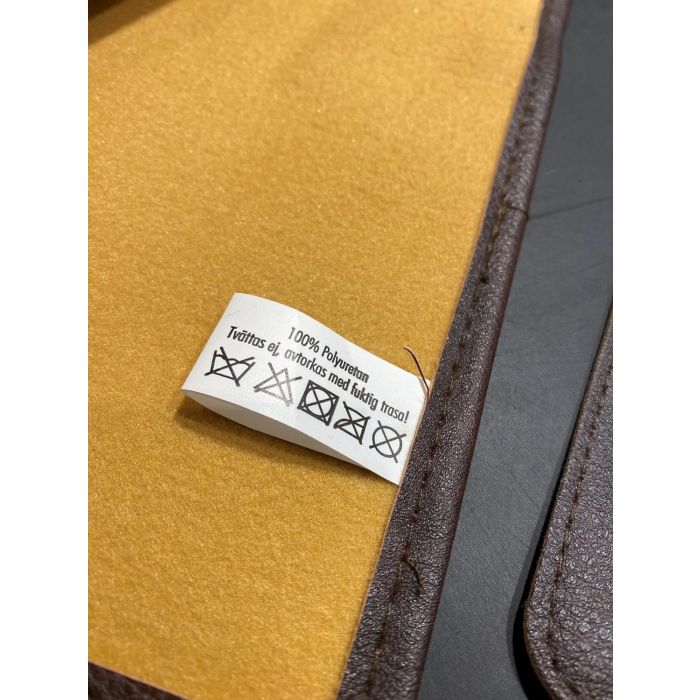 100% Polyuretan
Tvättas ej, avtorkas med fuktig trasa!